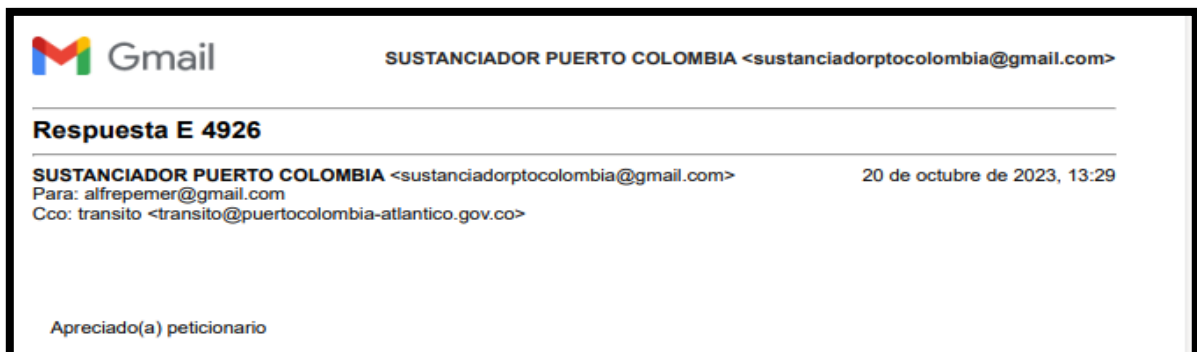 Gmail
SUSTANCIADOR PUERTO COLOMBIA <sustanciadorptocolombia@gmail.com>
Respuesta E 4926
SUSTANCIADOR PUERTO COLOMBIA <sustanciadorptocolombia@gmail.com> 20 de octubre de 2023, 13:29
Para: alfrepemer@gmail.com
Cco: transito <transito@puertocolombia-atlantico.gov.co>
Apreciado(a) peticionario